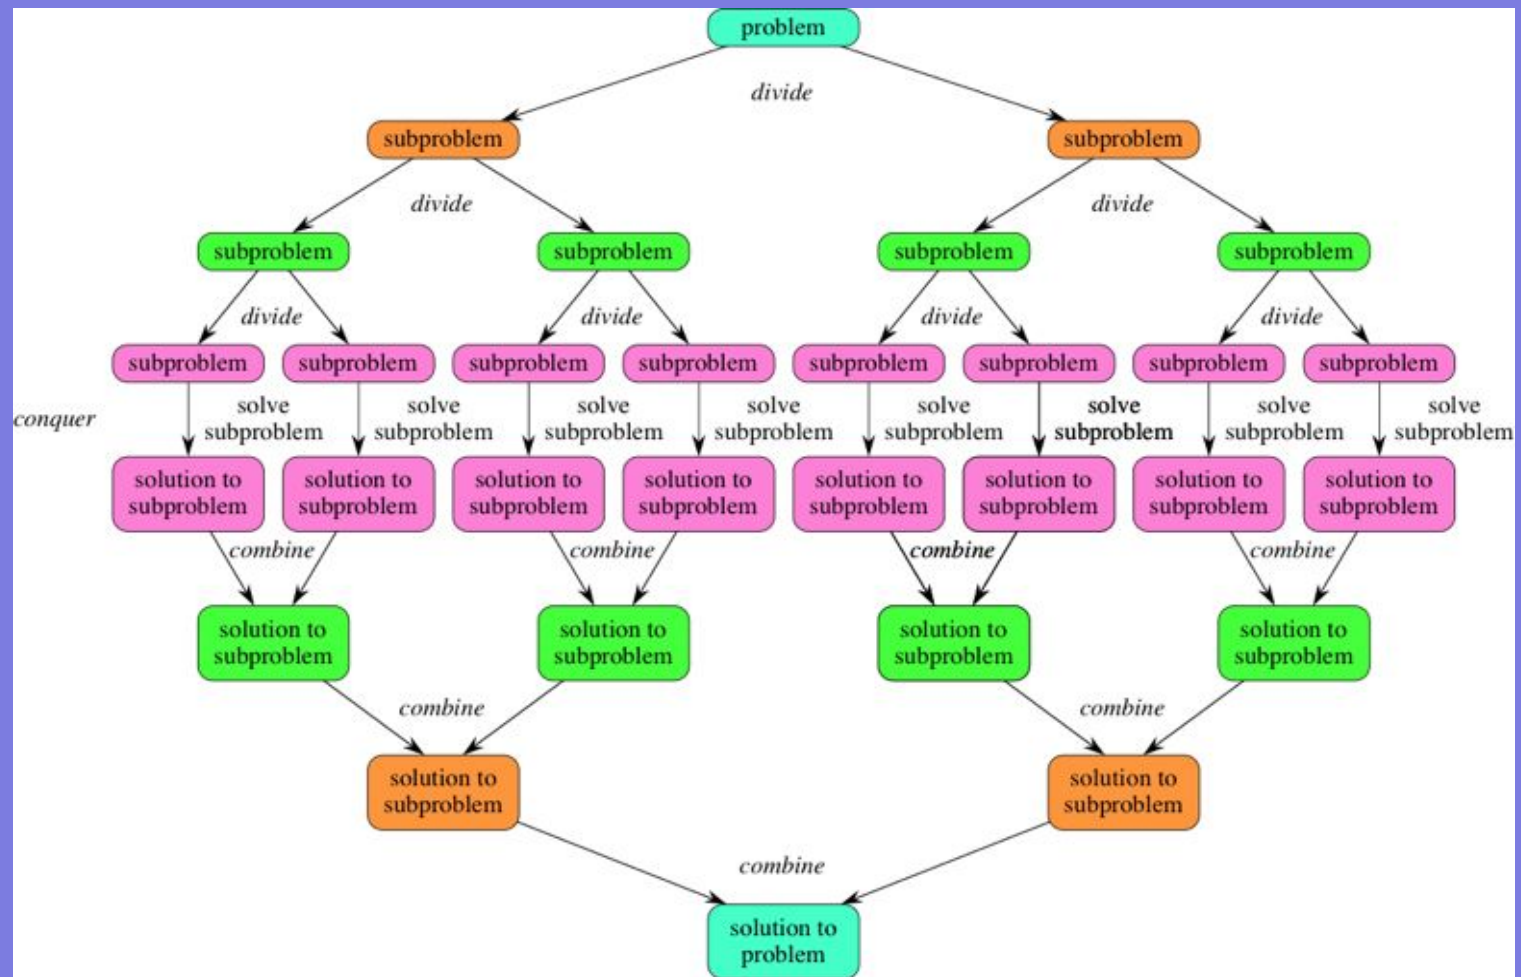 problem
divide
subproblem subproblem
divide divide
subproblem subproblem subproblem subproblem
divide divide divide divide
subproblem subproblem subproblem subproblem subproblem subproblem subproblem subproblem
conquer
solve solve solve solve solve solve solve solve
subproblem subproblem subproblem subproblem subproblem subproblem subproblem subproblem
solution to solution to solution to solution to solution to solution to solution to solution to
subproblem subproblem subproblem subproblem subproblem subproblem subproblem subproblem
combine combine combine combine
solution to solution to solution to solution to
subproblem subproblem subproblem subproblem
combine combine
solution to solution to
subproblem subproblem
combine
solution to
problem